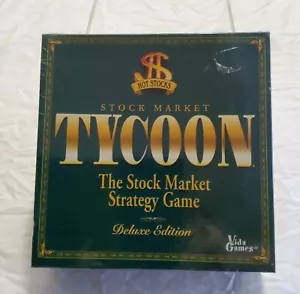 HOT STOCKS
STOCK MARKET
TYCOON
The Stock Market
Strategy Game
Deluxe Edition
Vida
Games